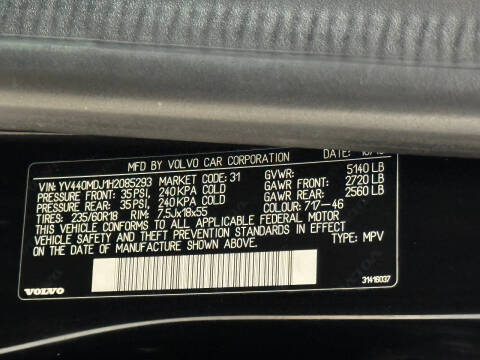 MFD BY VOLVO CAR CORPORATION DATE:
VIN: YV440MDJ1H2085293 MARKET CODE: 31 GVWR: 5140 LB
PRESSURE FRONT: 35 PSI, 240 KPA COLD GAWR FRONT: 2720 LB
PRESSURE REAR: 35 PSI, 240 KPA COLD GAWR REAR: 2560 LB
TIRES: 235/60R18 RIM: 7.5Jx18x55 COLOUR: 717-46
THIS VEHICLE CONFORMS TO ALL APPLICABLE FEDERAL MOTOR
VEHICLE SAFETY AND THEFT PREVENTION STANDARDS IN EFFECT
ON THE DATE OF MANUFACTURE SHOWN ABOVE. TYPE: MPV
VOLVO 31416037